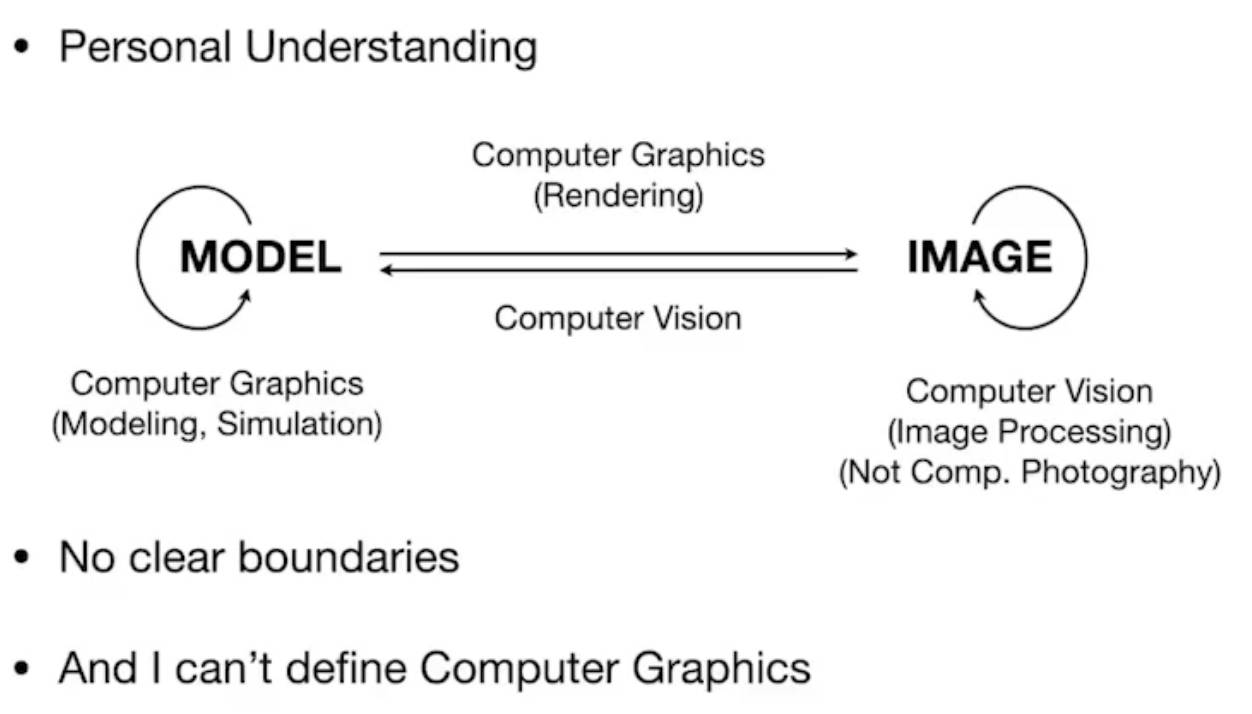 • Personal Understanding
Computer Graphics
(Rendering)
MODEL
IMAGE
Computer Vision
Computer Graphics
(Modeling, Simulation)
Computer Vision
(Image Processing)
(Not Comp. Photography)
• No clear boundaries
• And I can’t define Computer Graphics